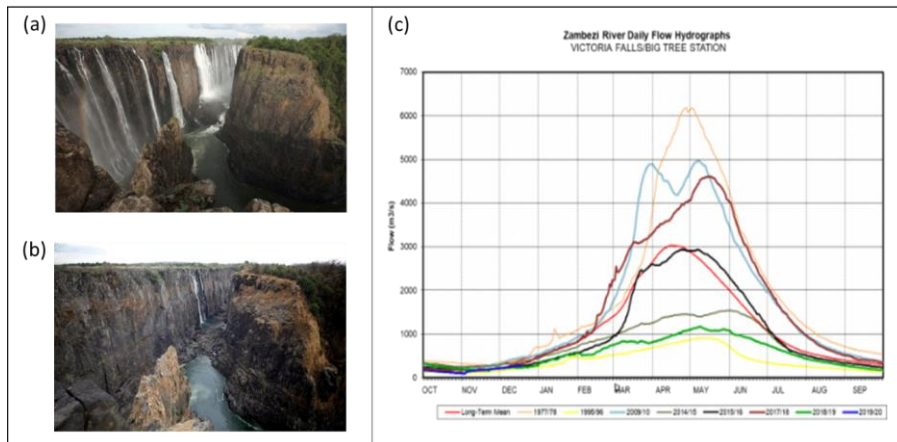 (a)
(b)
(c)
Zambezi River Daily Flow Hydrographs
VICTORIA FALLS/BIG TREE STATION
Flow (m3/s)
7000
6000
5000
4000
3000
2000
1000
0
OCT NOV DEC JAN FEB MAR APR MAY JUN JUL AUG SEP
Long-Term Mean 1977/78 1995/96 2009/10 2014/15 2015/16 2017/18 2018/19 2019/20